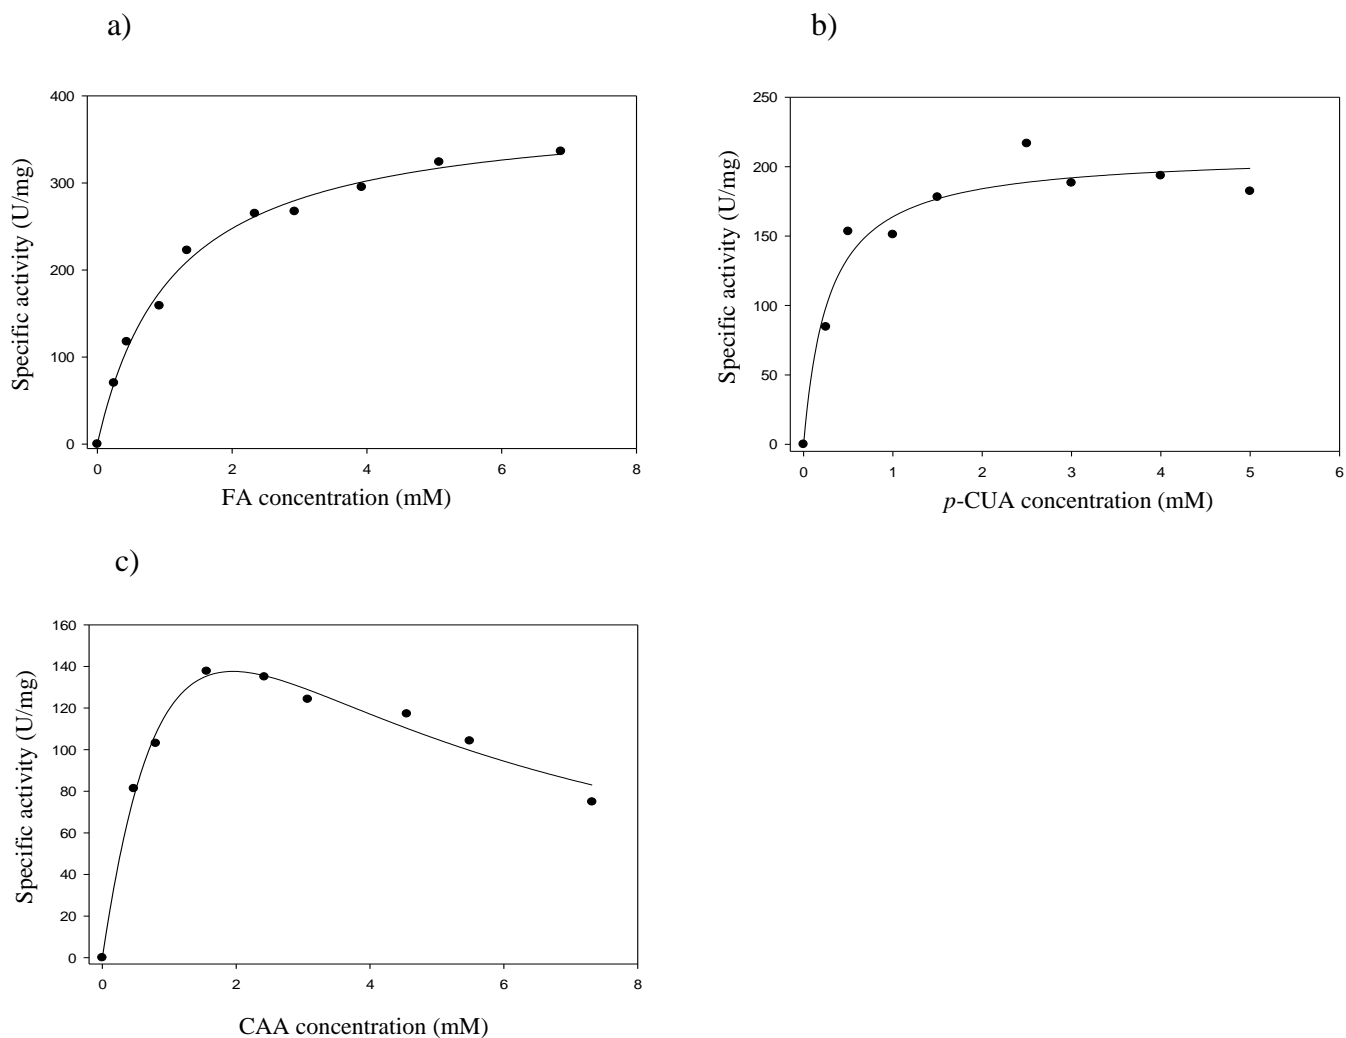 a)
400
300
200
100
0
Specific activity (U/mg)
0 2 4 6 8
FA concentration (mM)
b)
250
200
150
100
50
0
Specific activity (U/mg)
0 1 2 3 4 5 6
p-CUA concentration (mM)
c)
160
140
120
100
80
60
40
20
0
Specific activity (U/mg)
0 2 4 6 8
CAA concentration (mM)